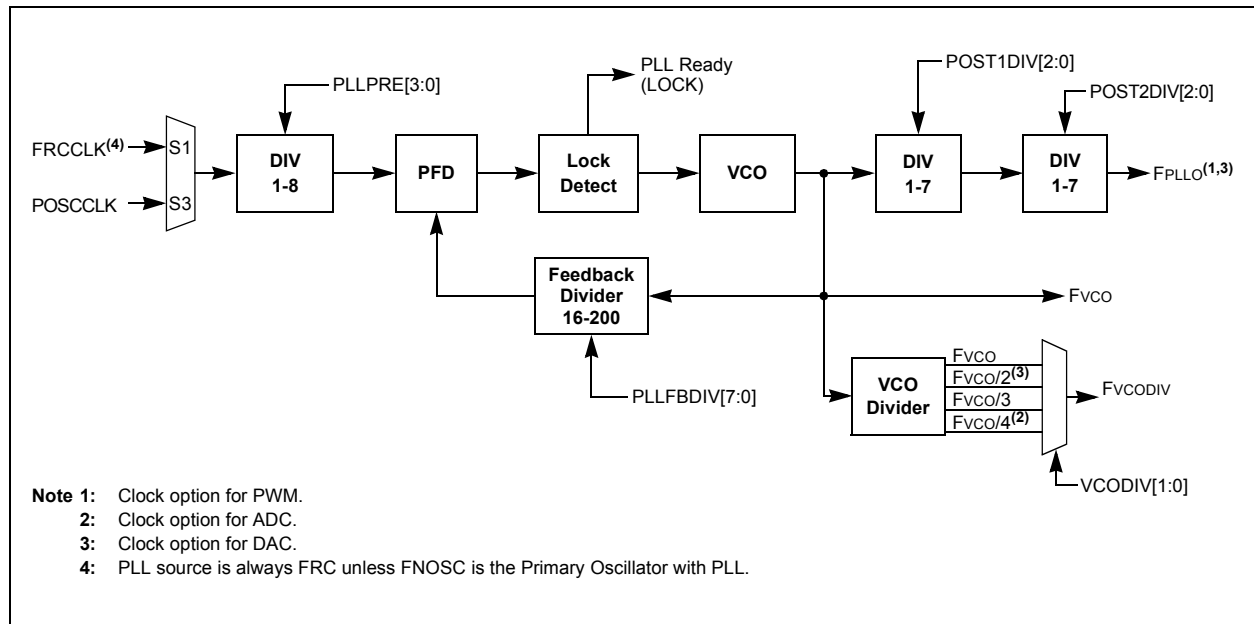 PLLPRE[3:0]
PLL Ready
(LOCK)
POST1DIV[2:0]
POST2DIV[2:0]
FRCCLK(4)
S1
POSCCLK
S3
DIV
1-8
PFD
Lock
Detect
VCO
DIV
1-7
DIV
1-7
FPLLO(1,3)
Feedback
Divider
16-200
FVCO
PLLFBDIV[7:0]
VCO
Divider
FVCO
FVCO/2(3)
FVCO/3
FVCO/4(2)
FVCODIV
VCODIV[1:0]
Note 1: Clock option for PWM.
2: Clock option for ADC.
3: Clock option for DAC.
4: PLL source is always FRC unless FNOSC is the Primary Oscillator with PLL.